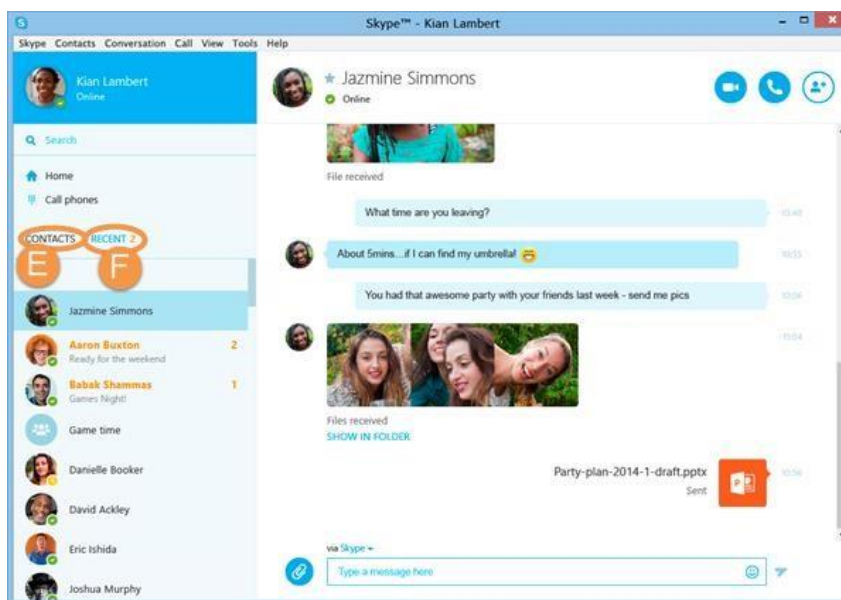 Skype™ - Kian Lambert
Skype Contacts Conversation Call View Tools Help
Kian Lambert
Online
Search
Home
Call phones
CONTACTS RECENT 2
E F
Jazmine Simmons
Aaron Buxton 2
Ready for the weekend
Babak Shammas 1
Games Night!
Game time
Danielle Booker
David Ackley
Eric Ishida
Joshua Murphy
Jazmine Simmons
Online
File received
What time are you leaving?
About 5mins...if I can find my umbrella!
You had that awesome party with your friends last week - send me pics
Files received
SHOW IN FOLDER
Party-plan-2014-1-draft.pptx
Sent
via Skype
Type a message here